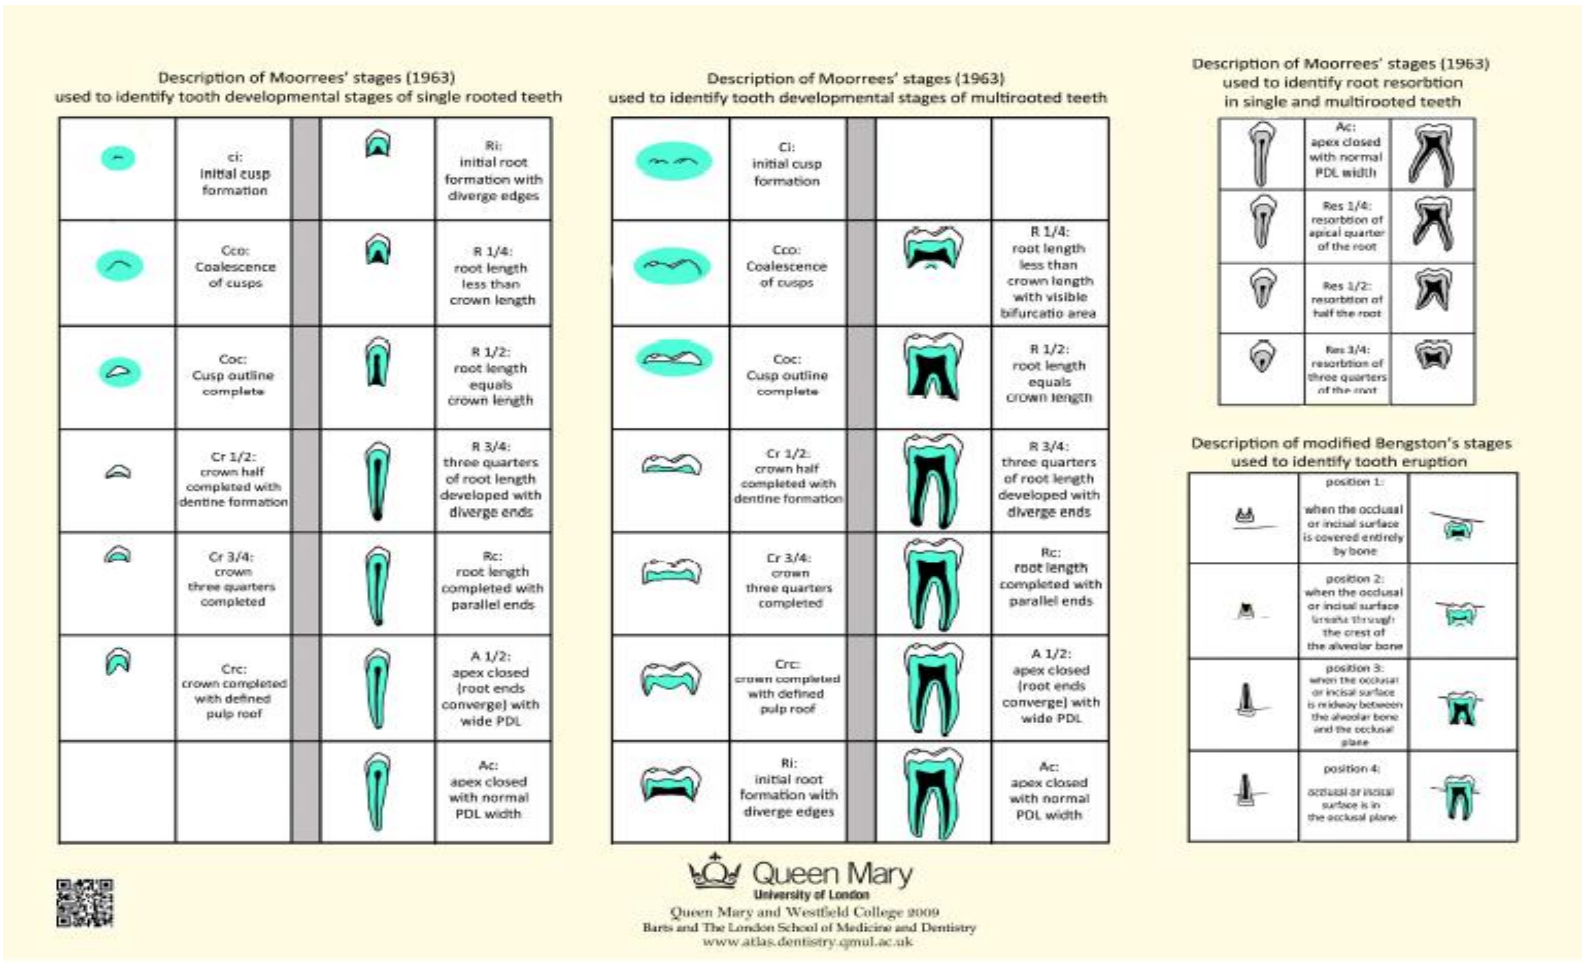 Description of Moorrees' stages (1963)
used to identify tooth developmental stages of single rooted teeth
ci:
initial cusp
formation
Ri:
initial root
formation with
diverge edges
Cco:
Coalescence
of cusps
R 1/4:
root length
less than
crown length
Coc:
Cusp outline
complete
R 1/2:
root length
equals
crown length
Cr 1/2:
crown half
completed with
dentine formation
R 3/4:
three quarters
of root length
developed with
diverge ends
Cr 3/4:
crown
three quarters
completed
Rc:
root length
completed with
parallel ends
Crc:
crown completed
with defined
pulp roof
A 1/2:
apex closed
(root ends
converge) with
wide PDL
Ac:
apex closed
with normal
PDL width
Description of Moorrees' stages (1963)
used to identify tooth developmental stages of multirooted teeth
Ci:
initial cusp
formation
Cco:
Coalescence
of cusps
R 1/4:
root length
less than
crown length
with visible
bifurcatio area
Coc:
Cusp outline
complete
R 1/2:
root length
equals
crown length
Cr 1/2:
crown half
completed with
dentine formation
R 3/4:
three quarters
of root length
developed with
diverge ends
Cr 3/4:
crown
three quarters
completed
Rc:
root length
completed with
parallel ends
Crc:
crown completed
with defined
pulp roof
A 1/2:
apex closed
(root ends
converge) with
wide PDL
Ri:
initial root
formation with
diverge edges
Ac:
apex closed
with normal
PDL width
Description of Moorrees' stages (1963)
used to identify root resorbtion
in single and multirooted teeth
Ac:
apex closed
with normal
PDL width
Res 1/4:
resorbtion of
apical quarter
of the root
Res 1/2:
resorbtion of
half the root
Res 3/4:
resorbtion of
three quarters
of the root
Description of modified Bengston's stages
used to identify tooth eruption
position 1:
when the occlusal
or incisal surface
is covered entirely
by bone
position 2:
when the occlusal
or incisal surface
breaks through
the crest of
the alveolar bone
position 3:
when the occlusal
or incisal surface
is midway between
the alveolar bone
and the occlusal
plane
position 4:
occlusal or incisal
surface is in
the occlusal plane
Queen Mary
University of London
Queen Mary and Westfield College 2009
Barts and The London School of Medicine and Dentistry
www.atlas.dentistry.qmul.ac.uk